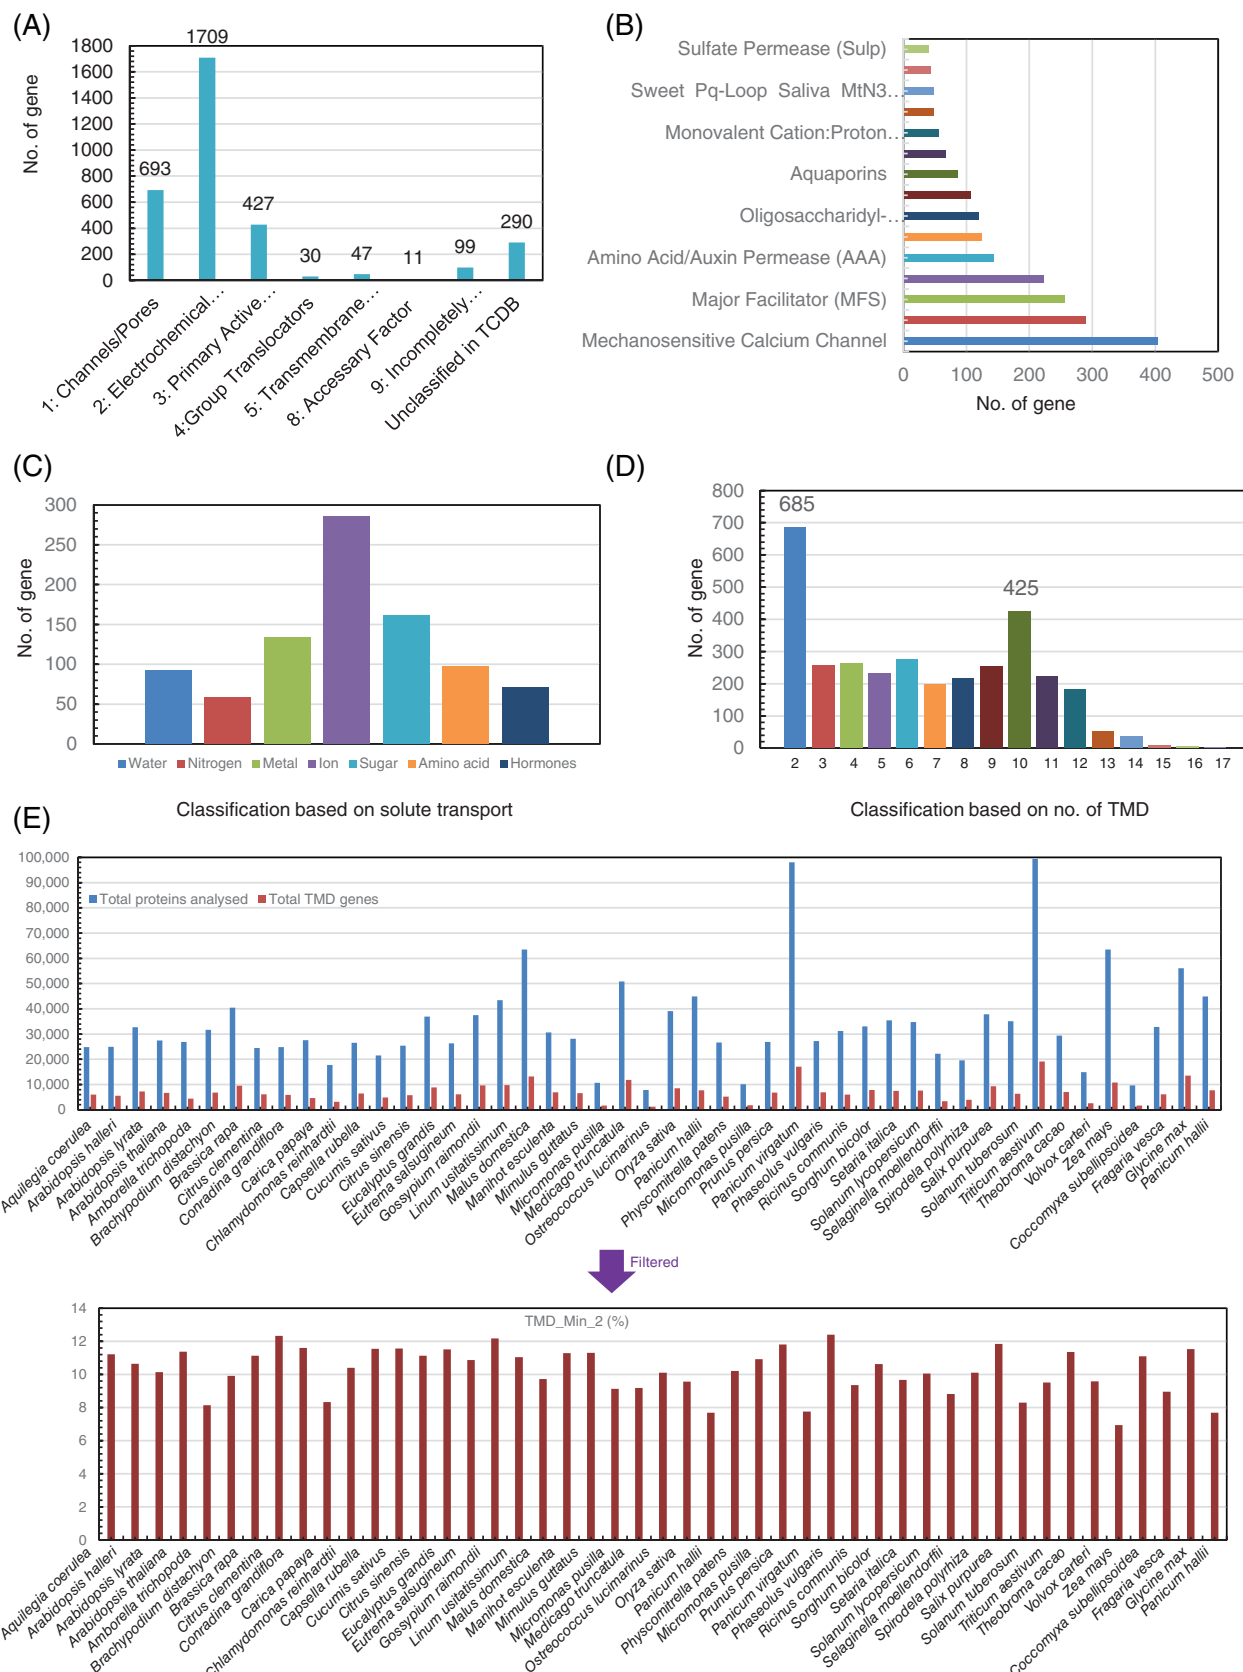 (A)
No. of gene
1800
1600
1400
1200
1000
800
600
400
200
0
693
1709
427
30
47
11
99
290
1: Channels/Pores
2: Electrochemical…
3: Primary Active…
4:Group Translocators
5: Transmembrane…
8: Accessary Factor
9: Incompletely…
Unclassified in TCDB
(B)
Sulfate Permease (Sulp)
Sweet Pq-Loop Saliva MtN3…
Monovalent Cation:Proton…
Aquaporins
Oligosaccharidyl-…
Amino Acid/Auxin Permease (AAA)
Major Facilitator (MFS)
Mechanosensitive Calcium Channel
0 100 200 300 400 500
No. of gene
(C)
No. of gene
300
250
200
150
100
50
0
Water Nitrogen Metal Ion Sugar Amino acid Hormones
Classification based on solute transport
(D)
No. of gene
800
700
600
500
400
300
200
100
0
685
425
2 3 4 5 6 7 8 9 10 11 12 13 14 15 16 17
Classification based on no. of TMD
(E)
100,000
90,000
80,000
70,000
60,000
50,000
40,000
30,000
20,000
10,000
0
Total proteins analysed Total TMD genes
Aquilegia coerulea
Arabidopsis halleri
Arabidopsis lyrata
Arabidopsis thaliana
Amborella trichopoda
Brachypodium distachyon
Brassica rapa
Citrus clementina
Conradina grandiflora
Carica papaya
Chlamydomonas reinhardtii
Capsella rubella
Cucumis sativus
Citrus sinensis
Eucalyptus grandis
Eutrema salsugineum
Gossypium raimondii
Linum usitatissimum
Malus domestica
Manihot esculenta
Mimulus guttatus
Micromonas pusilla
Medicago truncatula
Ostreococcus lucimarinus
Oryza sativa
Panicum hallii
Physcomitrella patens
Micromonas pusilla
Prunus persica
Panicum virgatum
Phaseolus vulgaris
Ricinus communis
Sorghum bicolor
Setaria italica
Solanum lycopersicum
Selaginella moellendorfii
Spirodela polyrhiza
Salix purpurea
Solanum tuberosum
Triticum aestivum
Theobroma cacao
Volvox carteri
Zea mays
Coccomyxa subellipsoidea
Fragaria vesca
Glycine max
Panicum hallii
Filtered
14
12
10
8
6
4
2
0
TMD_Min_2 (%)
Aquilegia coerulea
Arabidopsis halleri
Arabidopsis lyrata
Arabidopsis thaliana
Amborella trichopoda
Brachypodium distachyon
Brassica rapa
Citrus clementina
Conradina grandiflora
Carica papaya
Chlamydomonas reinhardtii
Capsella rubella
Cucumis sativus
Citrus sinensis
Eucalyptus grandis
Eutrema salsugineum
Gossypium raimondii
Linum usitatissimum
Malus domestica
Manihot esculenta
Mimulus guttatus
Micromonas pusilla
Medicago truncatula
Ostreococcus lucimarinus
Oryza sativa
Panicum hallii
Physcomitrella patens
Micromonas pusilla
Prunus persica
Panicum virgatum
Phaseolus vulgaris
Ricinus communis
Sorghum bicolor
Setaria italica
Solanum lycopersicum
Selaginella moellendorfii
Spirodela polyrhiza
Salix purpurea
Solanum tuberosum
Triticum aestivum
Theobroma cacao
Volvox carteri
Zea mays
Coccomyxa subellipsoidea
Fragaria vesca
Glycine max
Panicum hallii